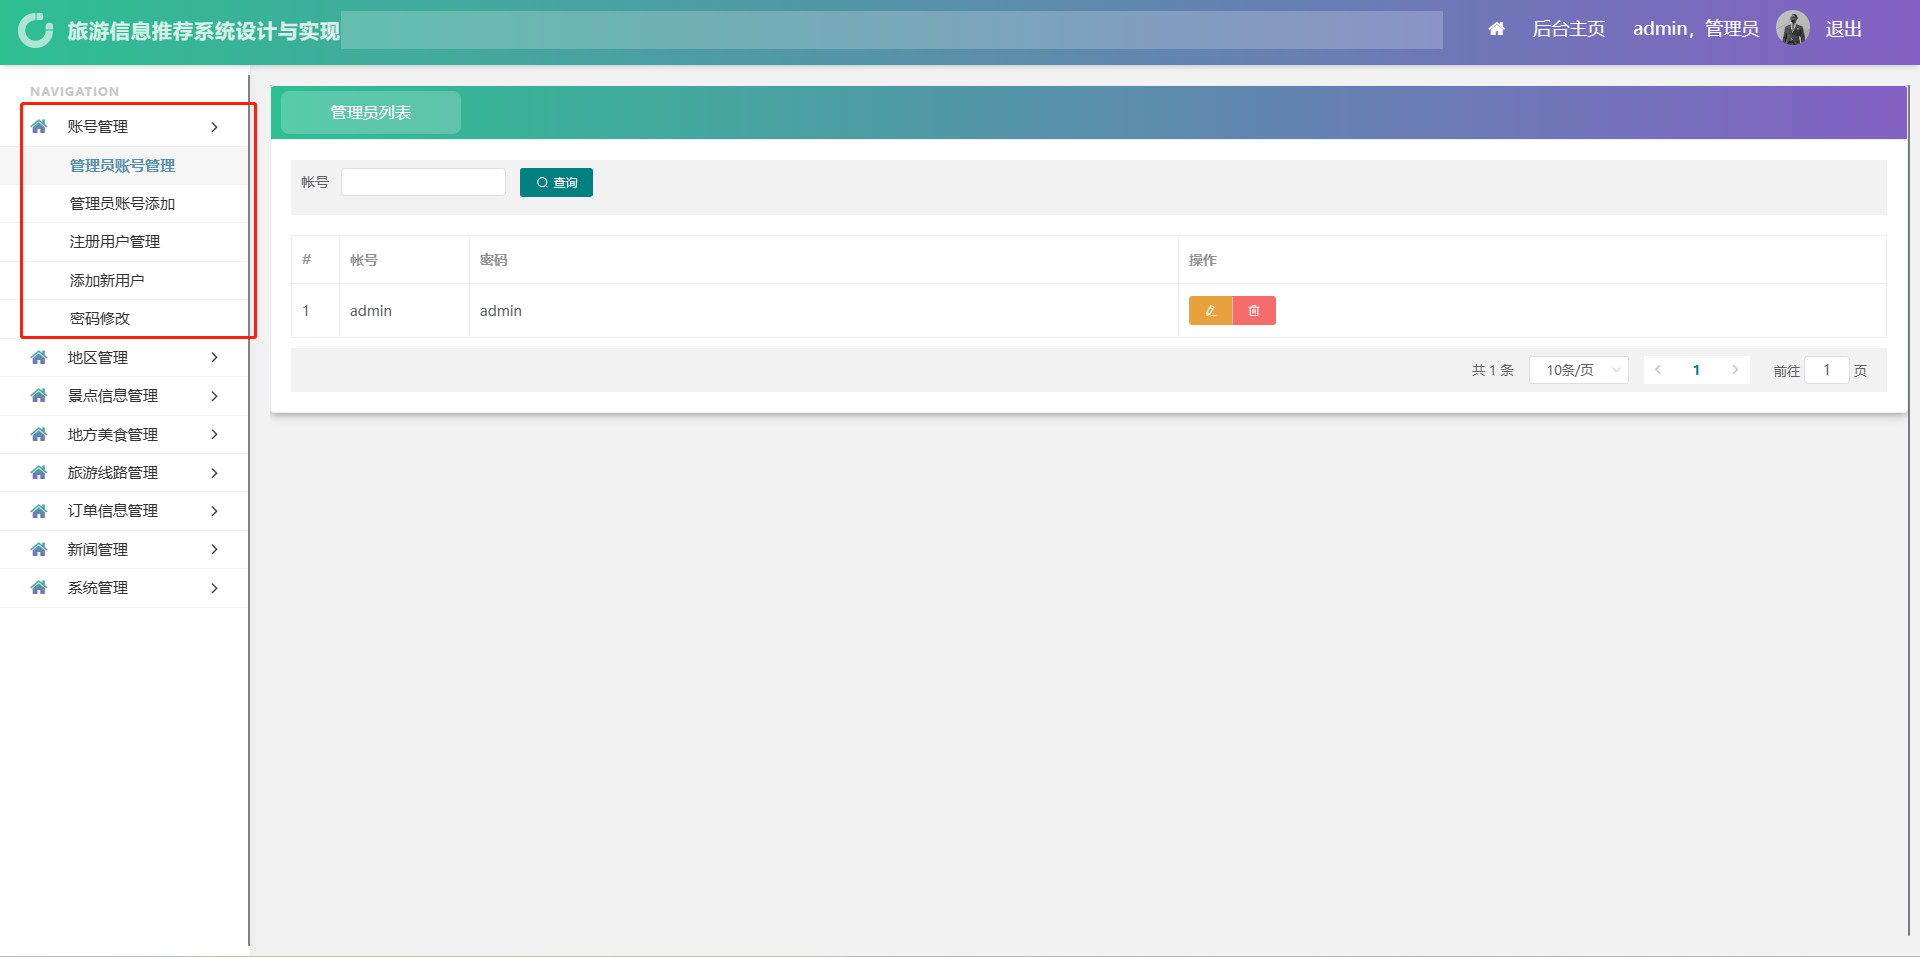 旅游信息推荐系统设计与实现
后台主页
admin，管理员
退出
NAVIGATION
账号管理
管理员账号管理
管理员账号添加
注册用户管理
添加新用户
密码修改
地区管理
景点信息管理
地方美食管理
旅游线路管理
订单信息管理
新闻管理
系统管理
管理员列表
帐号
查询
# 帐号 密码 操作
1 admin admin
共 1 条 10条/页 1 前往 1 页